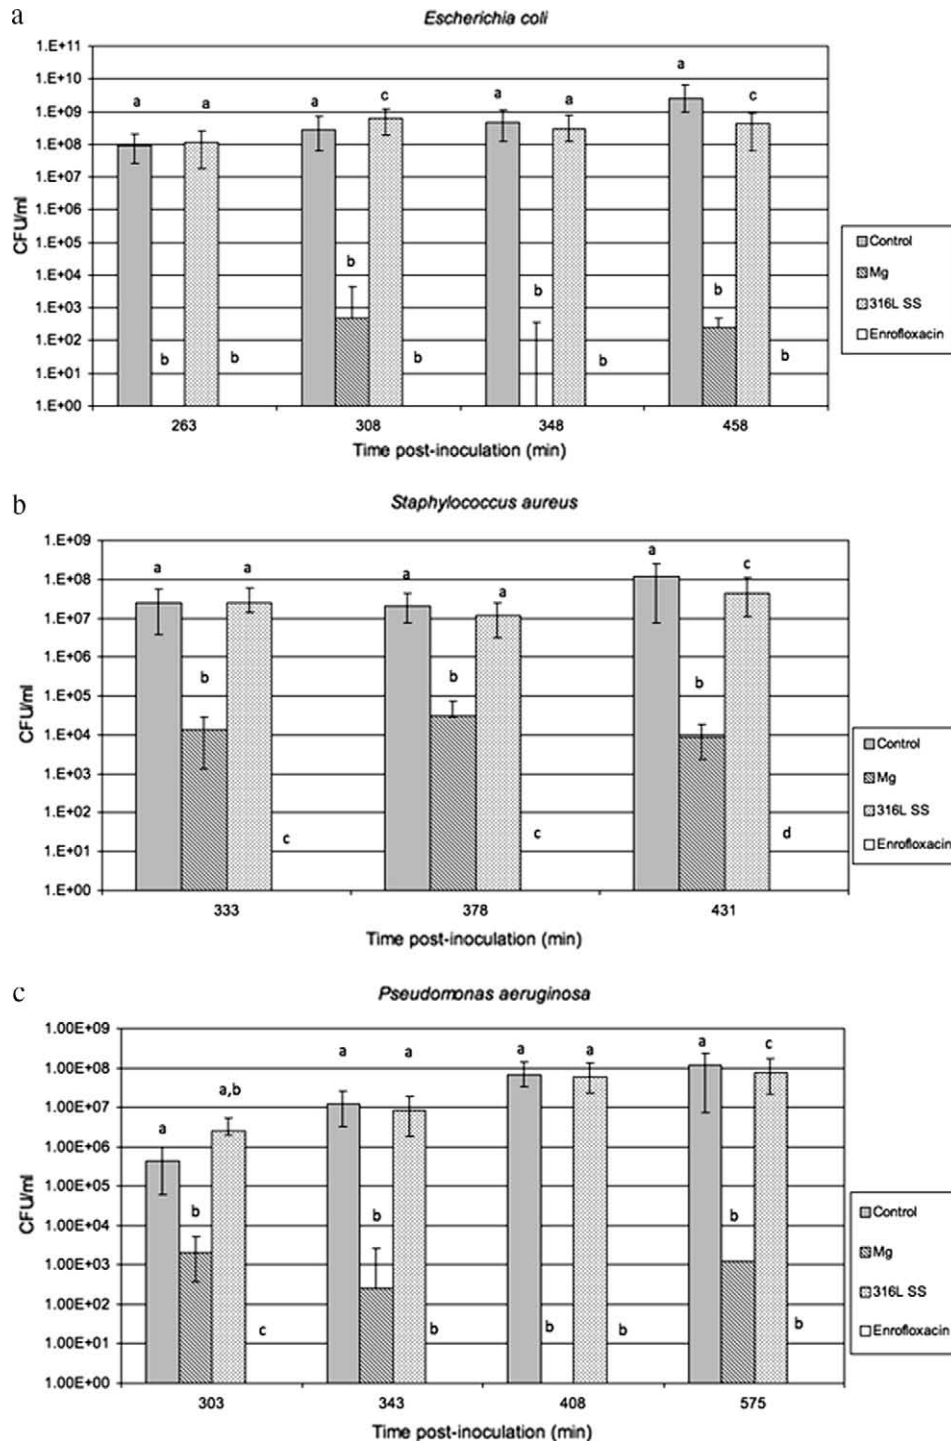 a
Escherichia coli
1.E+11
1.E+10
1.E+09
1.E+08
1.E+07
1.E+06
1.E+05
1.E+04
1.E+03
1.E+02
1.E+01
1.E+00
CFU/ml
a b a b
a b c b
a b a b
a b c b
263 308 348 458
Time post-inoculation (min)
Control
Mg
316L SS
Enrofloxacin
b
Staphylococcus aureus
1.E+09
1.E+08
1.E+07
1.E+06
1.E+05
1.E+04
1.E+03
1.E+02
1.E+01
1.E+00
CFU/ml
a b a c
a b a c
a b c d
333 378 431
Time post-inoculation (min)
Control
Mg
316L SS
Enrofloxacin
c
Pseudomonas aeruginosa
1.00E+09
1.00E+08
1.00E+07
1.00E+06
1.00E+05
1.00E+04
1.00E+03
1.00E+02
1.00E+01
1.00E+00
CFU/ml
a b a,b c
a b a b
a b a b
a b c b
303 343 408 575
Time post-inoculation (min)
Control
Mg
316L SS
Enrofloxacin